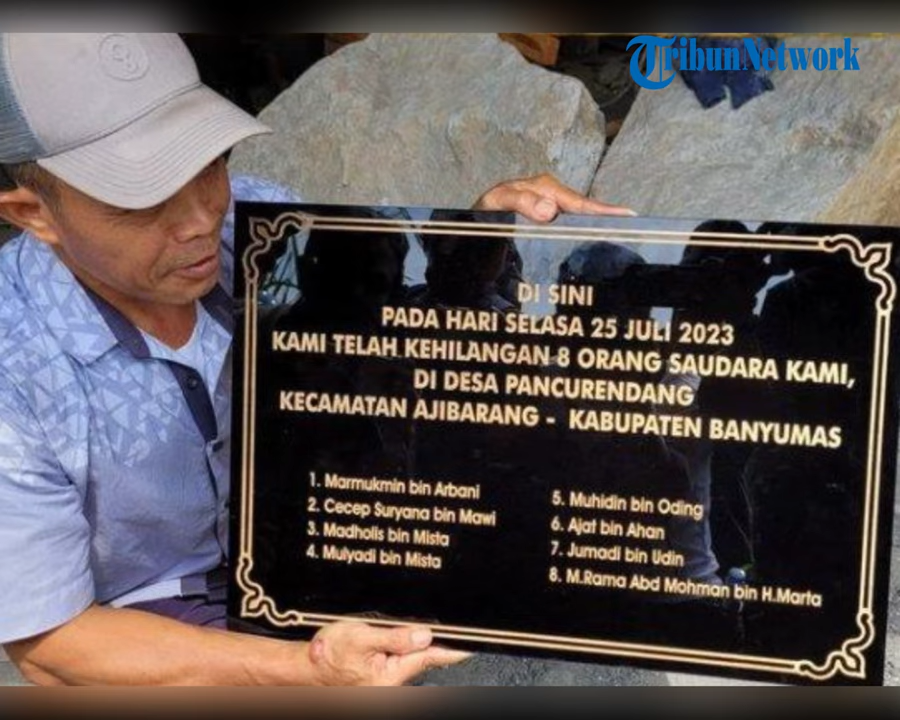 TribunNetwork
DI SINI
PADA HARI SELASA 25 JULI 2023
KAMI TELAH KEHILANGAN 8 ORANG SAUDARA KAMI,
DI DESA PANCURENDANG
KECAMATAN AJIBARANG - KABUPATEN BANYUMAS
1. Marmukmin bin Arbani
2. Cecep Suryana bin Mawi
3. Madholis bin Mista
4. Mulyadi bin Mista
5. Muhidin bin Oding
6. Ajat bin Ahan
7. Jumadi bin Udin
8. M.Rama Abd Mohman bin H.Marta